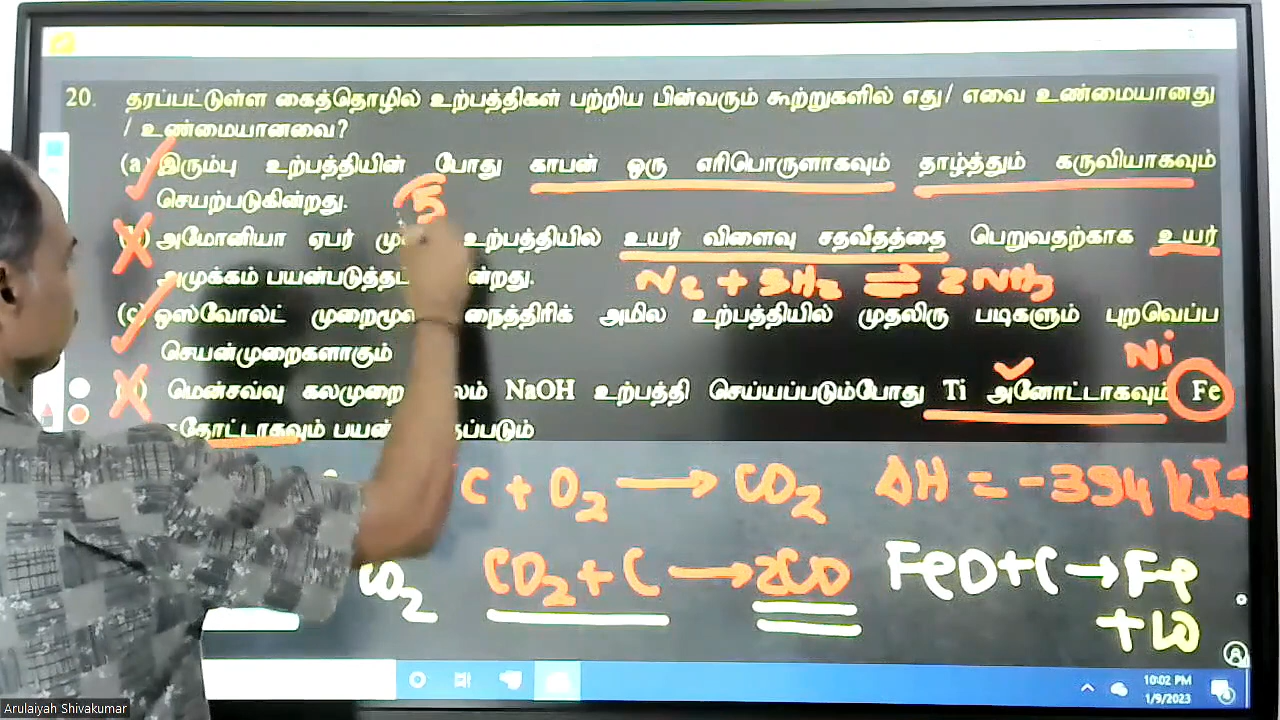 20. தரப்பட்டுள்ள கைத்தொழில் உற்பத்திகள் பற்றிய பின்வரும் கூற்றுகளில் எது/ எவை உண்மையானது
/ உண்மையானவை?
(a) இரும்பு உற்பத்தியின் போது காபன் ஒரு எரிபொருளாகவும் தாழ்த்தும் கருவியாகவும்
செயற்படுகின்றது.
அமோனியா ஏபர் உற்பத்தியில் உயர் விளைவு சதவீதத்தை பெறுவதற்காக உயர்
அமுக்கம்
N2 + 3H2 ⇌ 2NH3
(c) ஒஸ்வோல்ட் நைத்திரிக் அமில உற்பத்தியில் முதலிரு படிகளும் புறவெப்ப
செயன்முறைகளாகும்
Ni
மென்சவ்வு கலமுறை NaOH உற்பத்தி செய்யப்படும்போது Ti அனோட்டாகவும் Fe
C + O2 → CO2 ΔH = -394 kJ
CO2 CO2 + C → 2CO FeO + C → Fe
+ CO
10:02 PM
1/9/2023
Arulaiyah Shivakumar